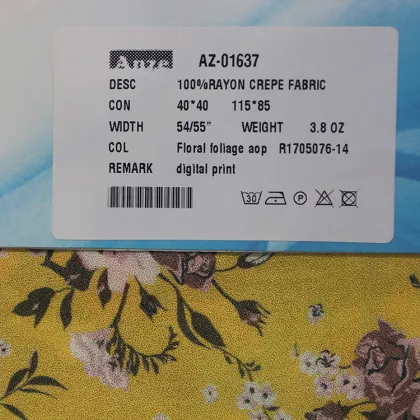 Anze AZ-01637
DESC 100%RAYON CREPE FABRIC
CON 40*40 115*85
WIDTH 54/55" WEIGHT 3.8 OZ
COL Floral foliage aop R1705076-14
REMARK digital print
30 P